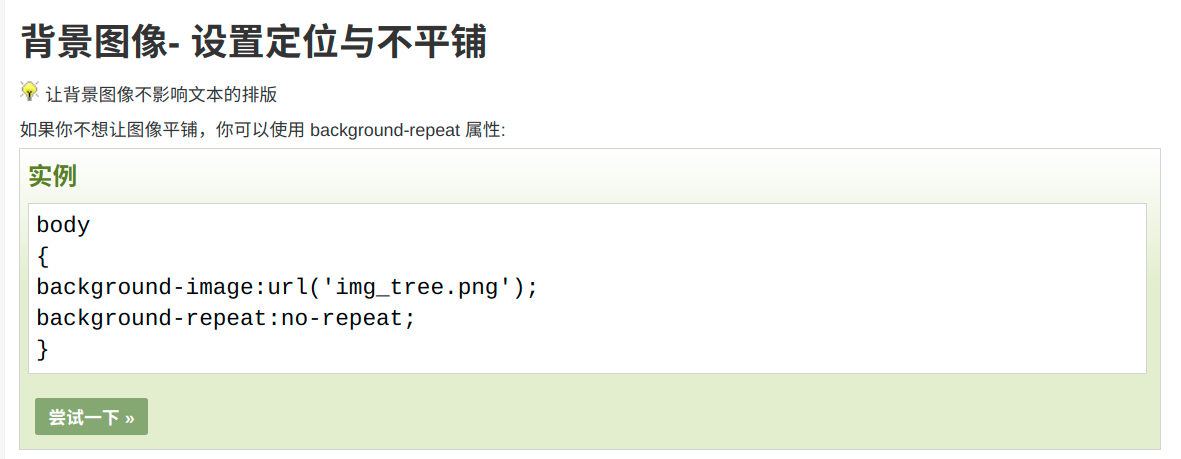 背景图像- 设置定位与不平铺
让背景图像不影响文本的排版
如果你不想让图像平铺，你可以使用 background-repeat 属性:
实例
body
{
background-image:url('img_tree.png');
background-repeat:no-repeat;
}
尝试一下 »